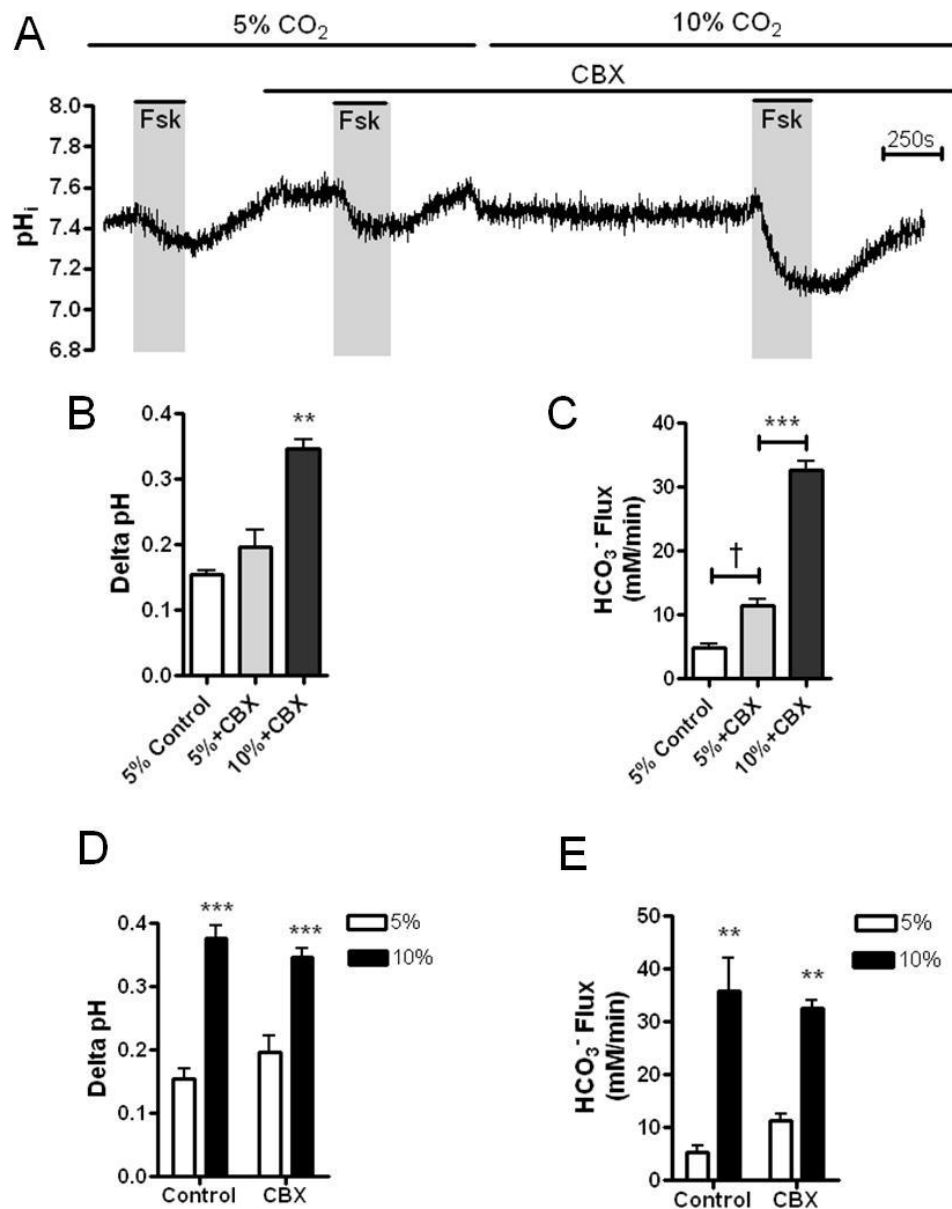 A
5% CO₂ 10% CO₂
CBX
Fsk Fsk Fsk
250s
pHᵢ
8.0
7.8
7.6
7.4
7.2
7.0
6.8
B
**
Delta pH
0.4
0.3
0.2
0.1
0.0
5% Control 5%+CBX 10%+CBX
C
***
†
HCO₃⁻ Flux
(mM/min)
40
30
20
10
0
5% Control 5%+CBX 10%+CBX
D
*** ***
5%
10%
Delta pH
0.4
0.3
0.2
0.1
0.0
Control CBX
E
** **
5%
10%
HCO₃⁻ Flux
(mM/min)
50
40
30
20
10
0
Control CBX